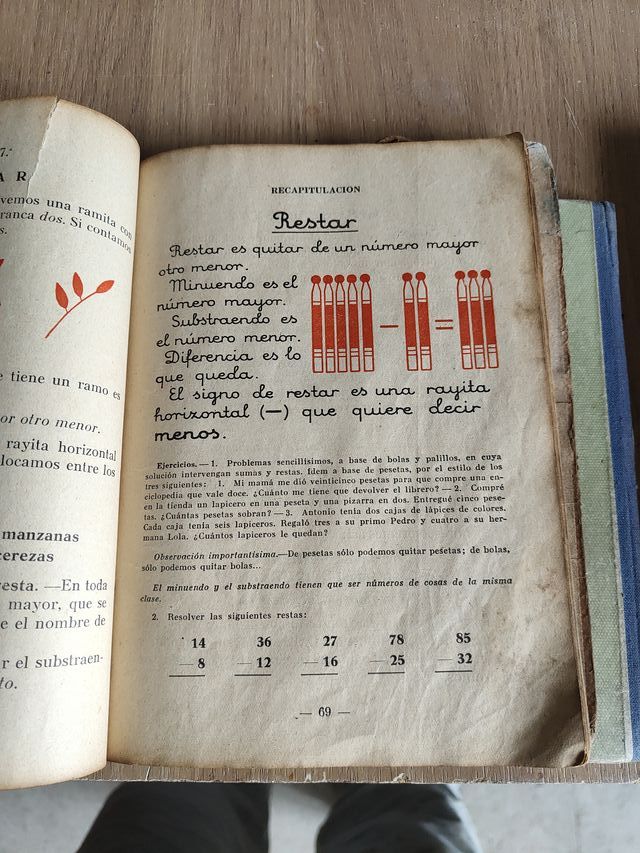 7.ª
A R
vemos una ramita con
ranca dos. Si contamos
s.
e tiene un ramo es
or otro menor.
rayita horizontal
locamos entre los
manzanas
cerezas
resta. —En toda
mayor, que se
e el nombre de
r el substraen-
to.
RECAPITULACION
Restar
Restar es quitar de un número mayor
otro menor.
Minuendo es el
número mayor.
Substraendo es
el número menor.
Diferencia es lo
que queda.
— =
El signo de restar es una rayita
horizontal (—) que quiere decir
menos.
Ejercicios. — 1. Problemas sencillísimos, a base de bolas y palillos, en cuya
solución intervengan sumas y restas. Idem a base de pesetas, por el estilo de los
tres siguientes: 1. Mi mamá me dió veinticinco pesetas para que compre una en-
ciclopedia que vale doce. ¿Cuánto me tiene que devolver el librero? — 2. Compré
en la tienda un lapicero en una peseta y una pizarra en dos. Entregué cinco pese-
tas. ¿Cuántas pesetas sobran? — 3. Antonio tenía dos cajas de lápices de colores.
Cada caja tenía seis lapiceros. Regaló tres a su primo Pedro y cuatro a su her-
mana Lola. ¿Cuántos lapiceros le quedan?
Observación importantísima.—De pesetas sólo podemos quitar pesetas; de bolas,
sólo podemos quitar bolas...
El minuendo y el substraendo tienen que ser números de cosas de la misma
clase.
2. Resolver las siguientes restas:
14 36 27 78 85
— 8 — 12 — 16 — 25 — 32
— 69 —